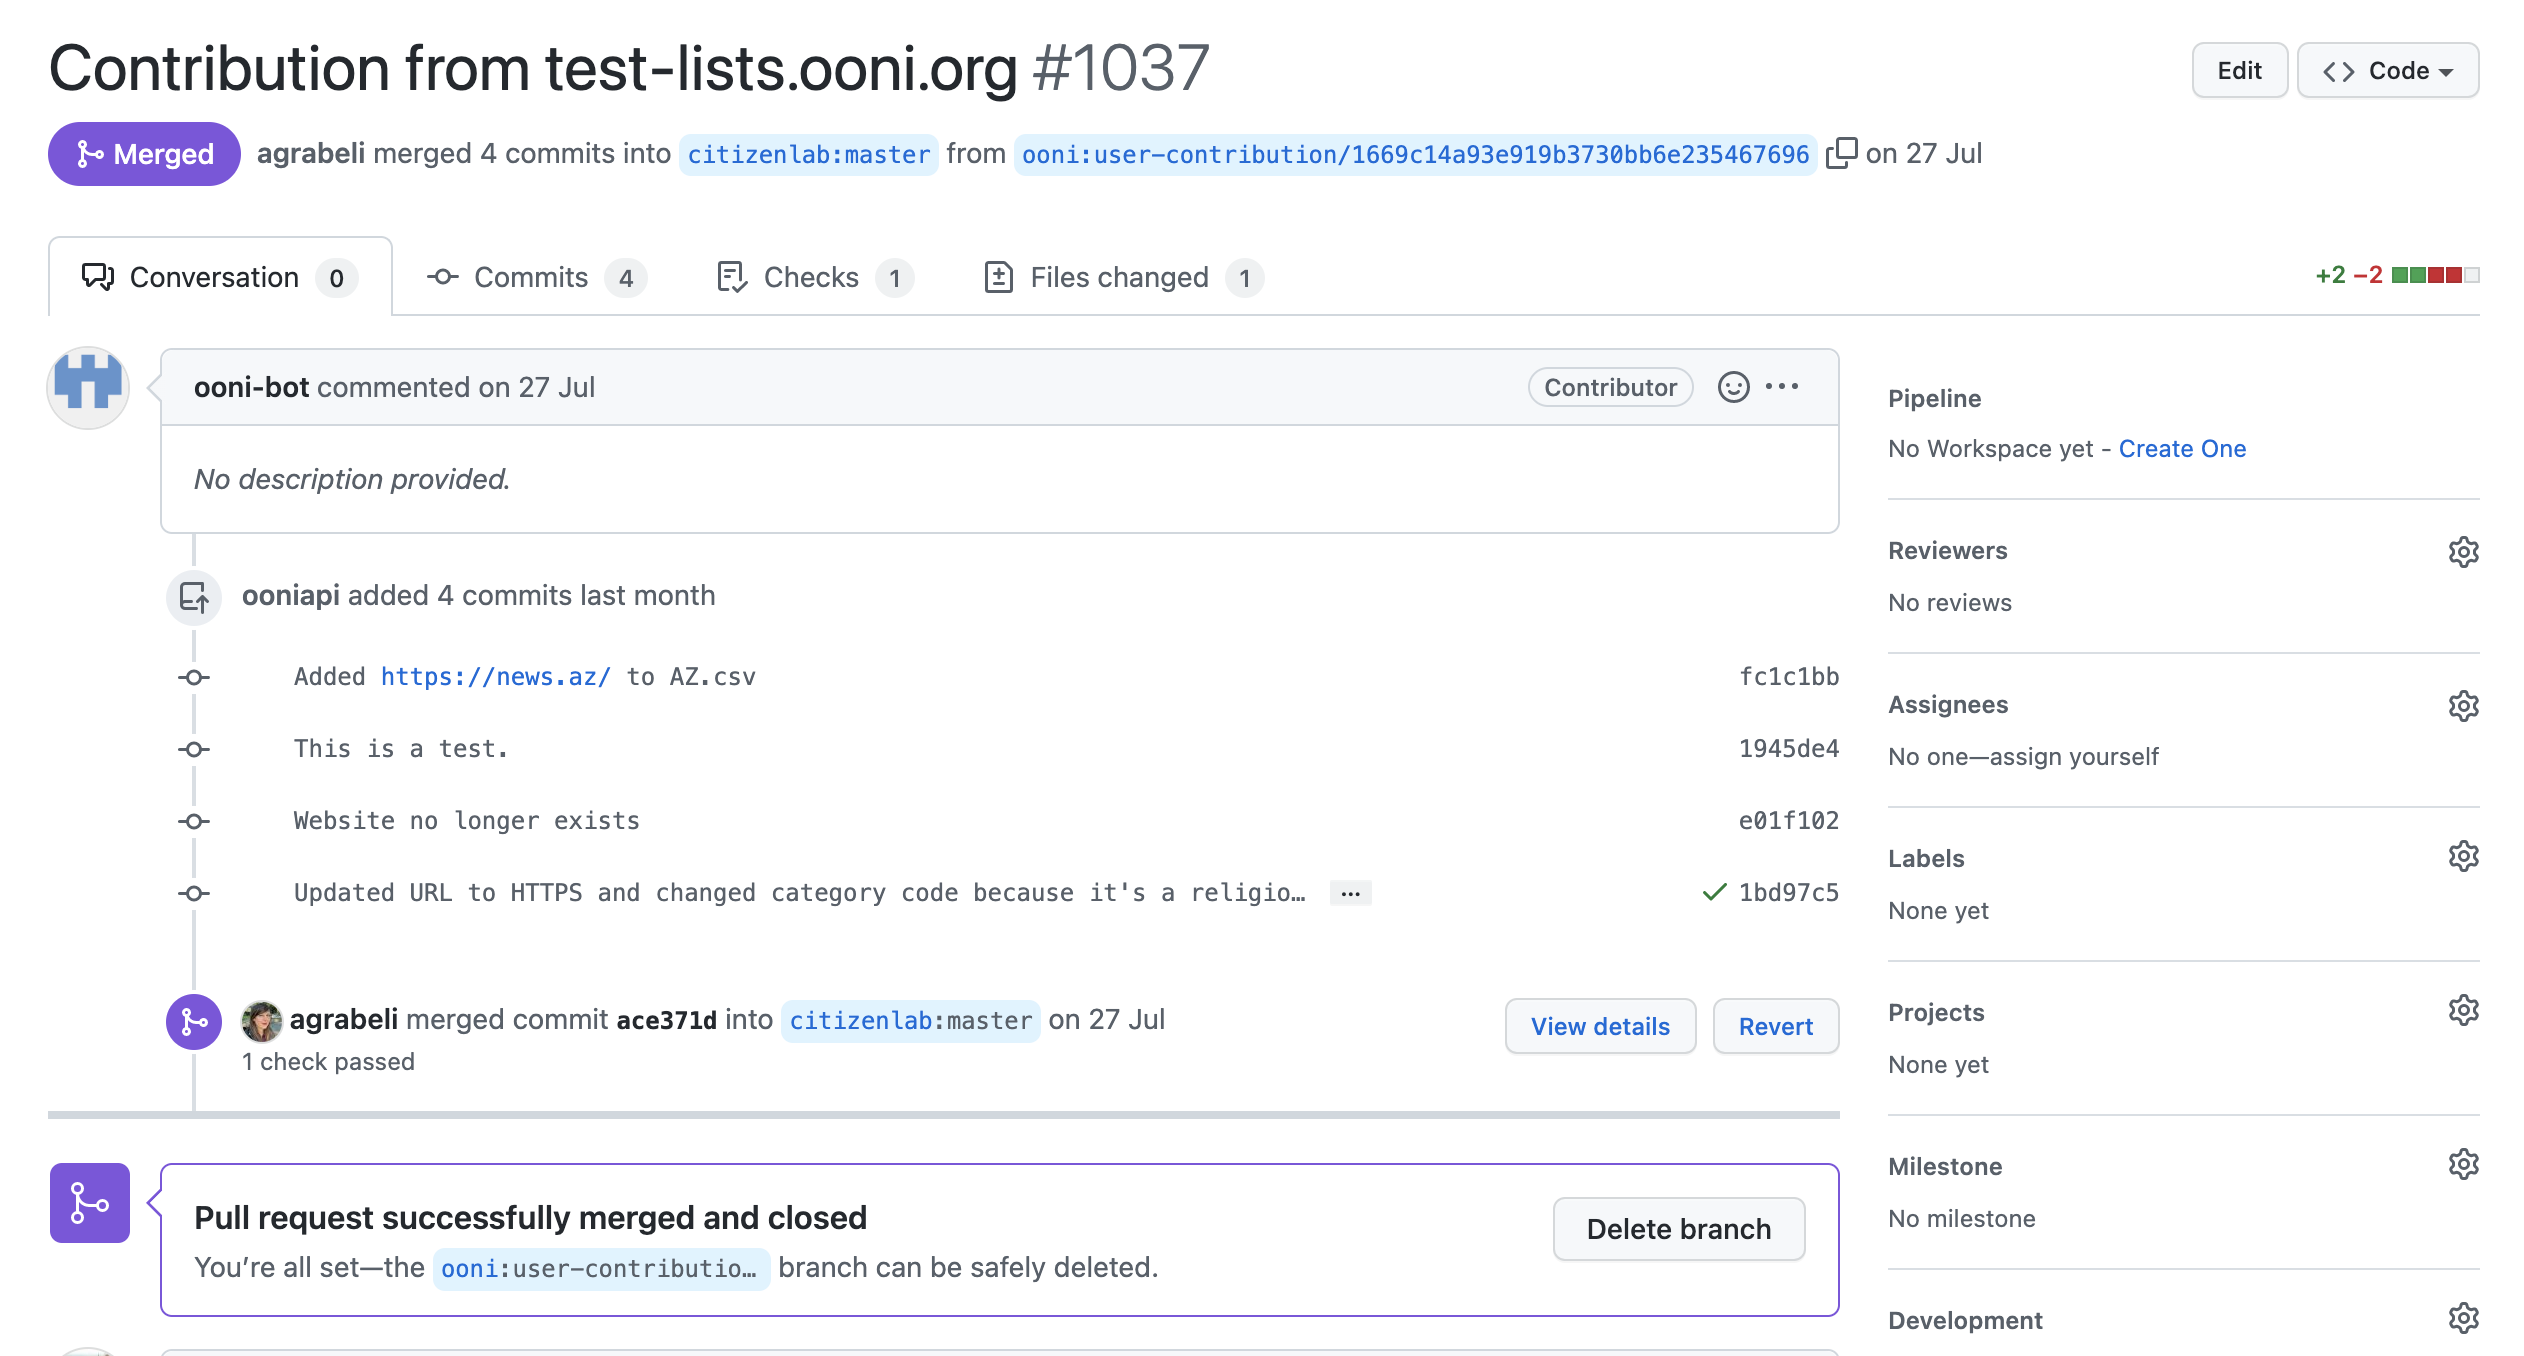 Contribution from test-lists.ooni.org #1037
Edit
<> Code
Merged
agrabeli merged 4 commits into citizenlab:master from ooni:user-contribution/1669c14a93e919b3730bb6e235467696 on 27 Jul
Conversation 0
Commits 4
Checks 1
Files changed 1
+2 −2
ooni-bot commented on 27 Jul
Contributor
No description provided.
ooniapi added 4 commits last month
Added https://news.az/ to AZ.csv fc1c1bb
This is a test. 1945de4
Website no longer exists e01f102
Updated URL to HTTPS and changed category code because it's a religio… … 1bd97c5
agrabeli merged commit ace371d into citizenlab:master on 27 Jul
1 check passed
View details
Revert
Pull request successfully merged and closed
You’re all set—the ooni:user-contributio… branch can be safely deleted.
Delete branch
Pipeline
No Workspace yet - Create One
Reviewers
No reviews
Assignees
No one—assign yourself
Labels
None yet
Projects
None yet
Milestone
No milestone
Development